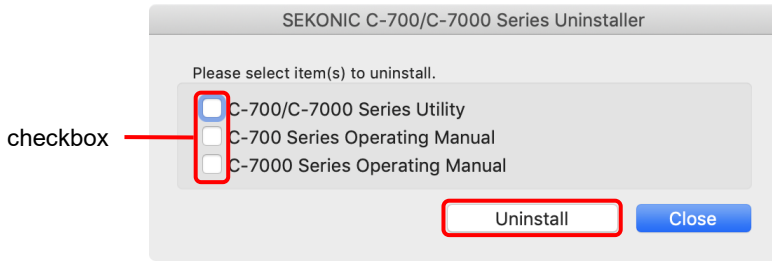 SEKONIC C-700/C-7000 Series Uninstaller
Please select item(s) to uninstall.
C-700/C-7000 Series Utility
checkbox
C-700 Series Operating Manual
C-7000 Series Operating Manual
Uninstall
Close